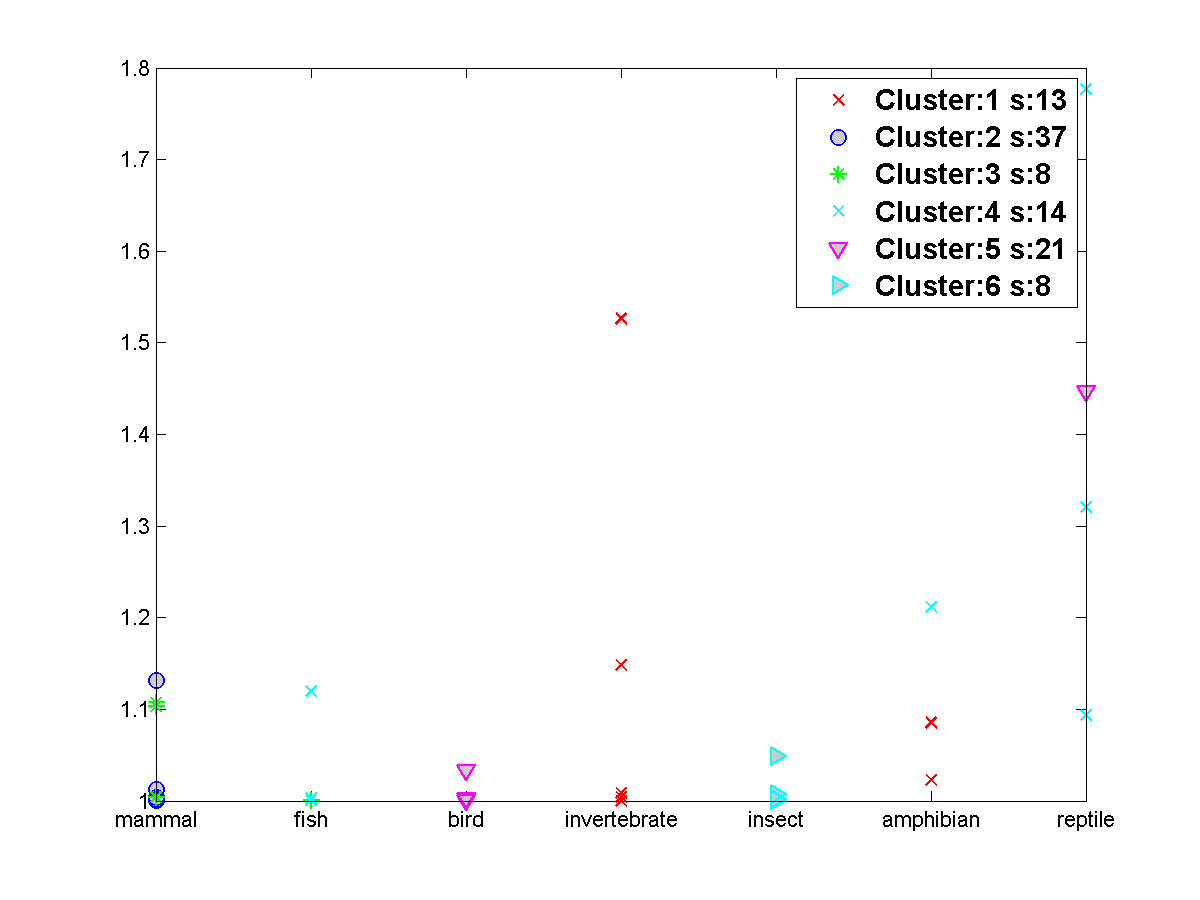 1.8
1.7
1.6
1.5
1.4
1.3
1.2
1.1
1
mammal fish bird invertebrate insect amphibian reptile
Cluster:1 s:13
Cluster:2 s:37
Cluster:3 s:8
Cluster:4 s:14
Cluster:5 s:21
Cluster:6 s:8